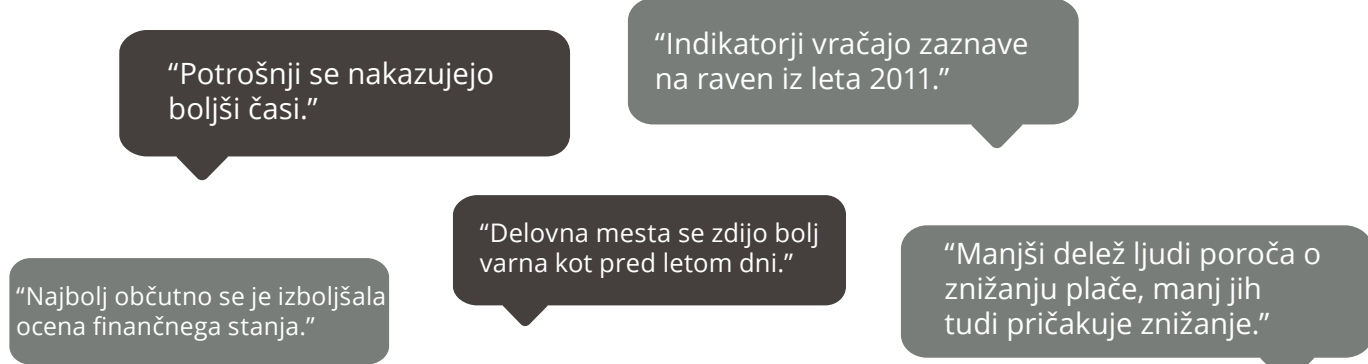 “Potrošnji se nakazujejo
boljši časi.”
“Indikatorji vračajo zaznave
na raven iz leta 2011.”
“Delovna mesta se zdijo bolj
varna kot pred letom dni.”
“Najbolj občutno se je izboljšala
ocena finančnega stanja.”
“Manjši delež ljudi poroča o
znižanju plače, manj jih
tudi pričakuje znižanje.”